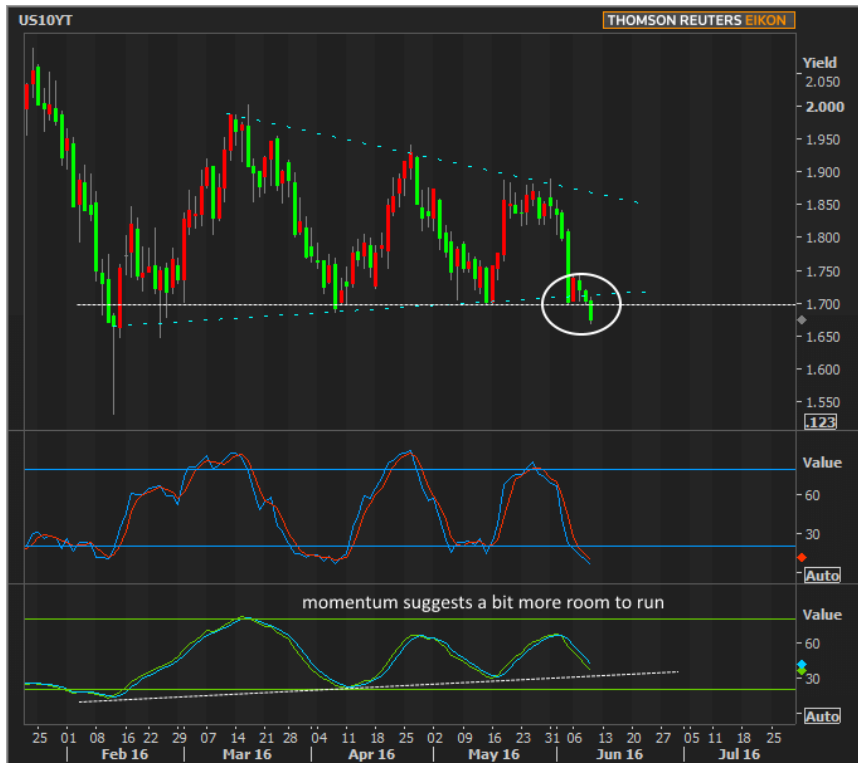 US10YT
THOMSON REUTERS EIKON
Yield
2.050
2.000
1.950
1.900
1.850
1.800
1.750
1.700
1.650
1.600
1.550
.123
Value
60
30
Auto
momentum suggests a bit more room to run
Value
60
30
Auto
25 01 08 16 22 29 07 14 21 28 04 11 18 25 02 09 16 23 31 06 13 20 27 05 11 18 25
Feb 16 Mar 16 Apr 16 May 16 Jun 16 Jul 16